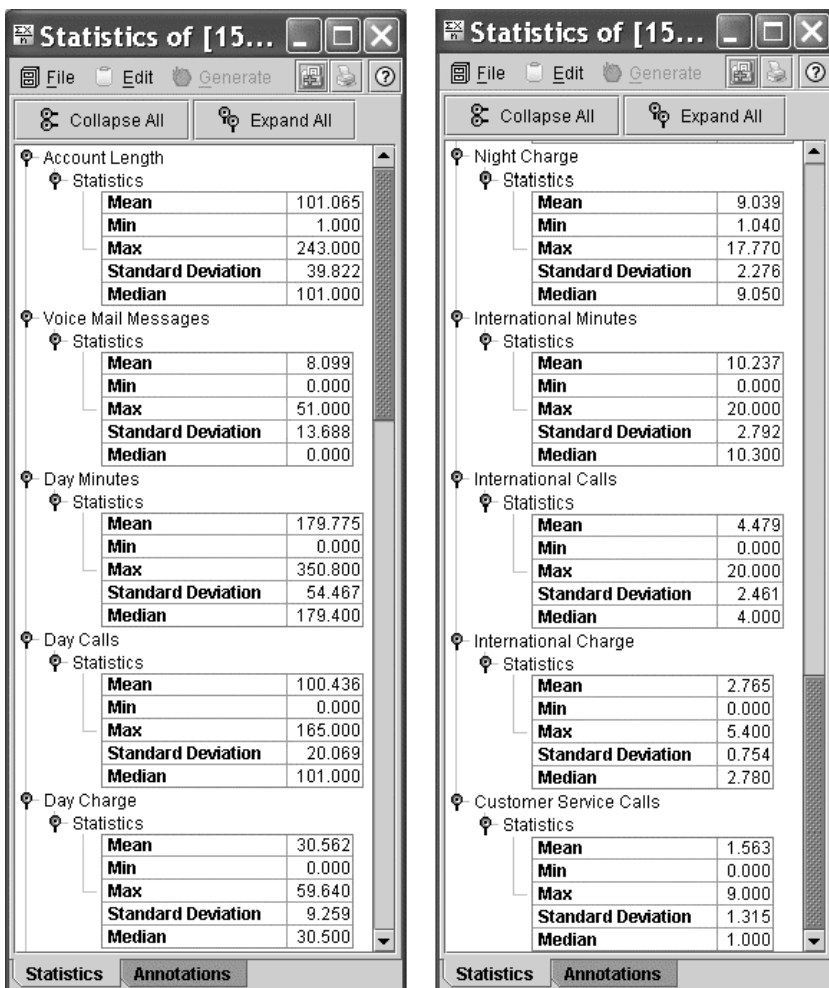 Statistics of [15...
File Edit Generate
Collapse All Expand All
Account Length
Statistics
Mean 101.065
Min 1.000
Max 243.000
Standard Deviation 39.822
Median 101.000
Voice Mail Messages
Statistics
Mean 8.099
Min 0.000
Max 51.000
Standard Deviation 13.688
Median 0.000
Day Minutes
Statistics
Mean 179.775
Min 0.000
Max 350.800
Standard Deviation 54.467
Median 179.400
Day Calls
Statistics
Mean 100.436
Min 0.000
Max 165.000
Standard Deviation 20.069
Median 101.000
Day Charge
Statistics
Mean 30.562
Min 0.000
Max 59.640
Standard Deviation 9.259
Median 30.500
Statistics Annotations
Statistics of [15...
File Edit Generate
Collapse All Expand All
Night Charge
Statistics
Mean 9.039
Min 1.040
Max 17.770
Standard Deviation 2.276
Median 9.050
International Minutes
Statistics
Mean 10.237
Min 0.000
Max 20.000
Standard Deviation 2.792
Median 10.300
International Calls
Statistics
Mean 4.479
Min 0.000
Max 20.000
Standard Deviation 2.461
Median 4.000
International Charge
Statistics
Mean 2.765
Min 0.000
Max 5.400
Standard Deviation 0.754
Median 2.780
Customer Service Calls
Statistics
Mean 1.563
Min 0.000
Max 9.000
Standard Deviation 1.315
Median 1.000
Statistics Annotations